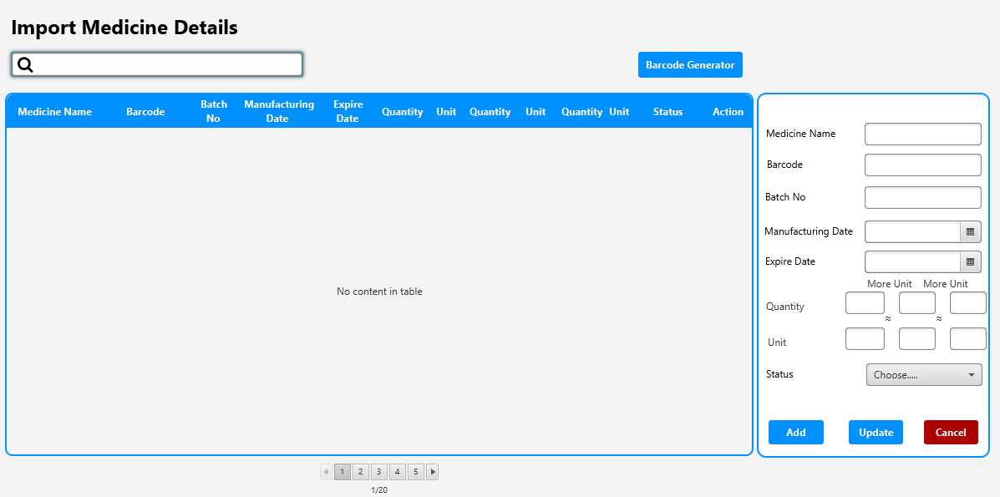 Import Medicine Details
Barcode Generator
Medicine Name Barcode Batch No Manufacturing Date Expire Date Quantity Unit Quantity Unit Quantity Unit Status Action
No content in table
1 2 3 4 5
1/20
Medicine Name
Barcode
Batch No
Manufacturing Date
Expire Date
More Unit More Unit
Quantity
≈ ≈
Unit
Status Choose.....
Add Update Cancel